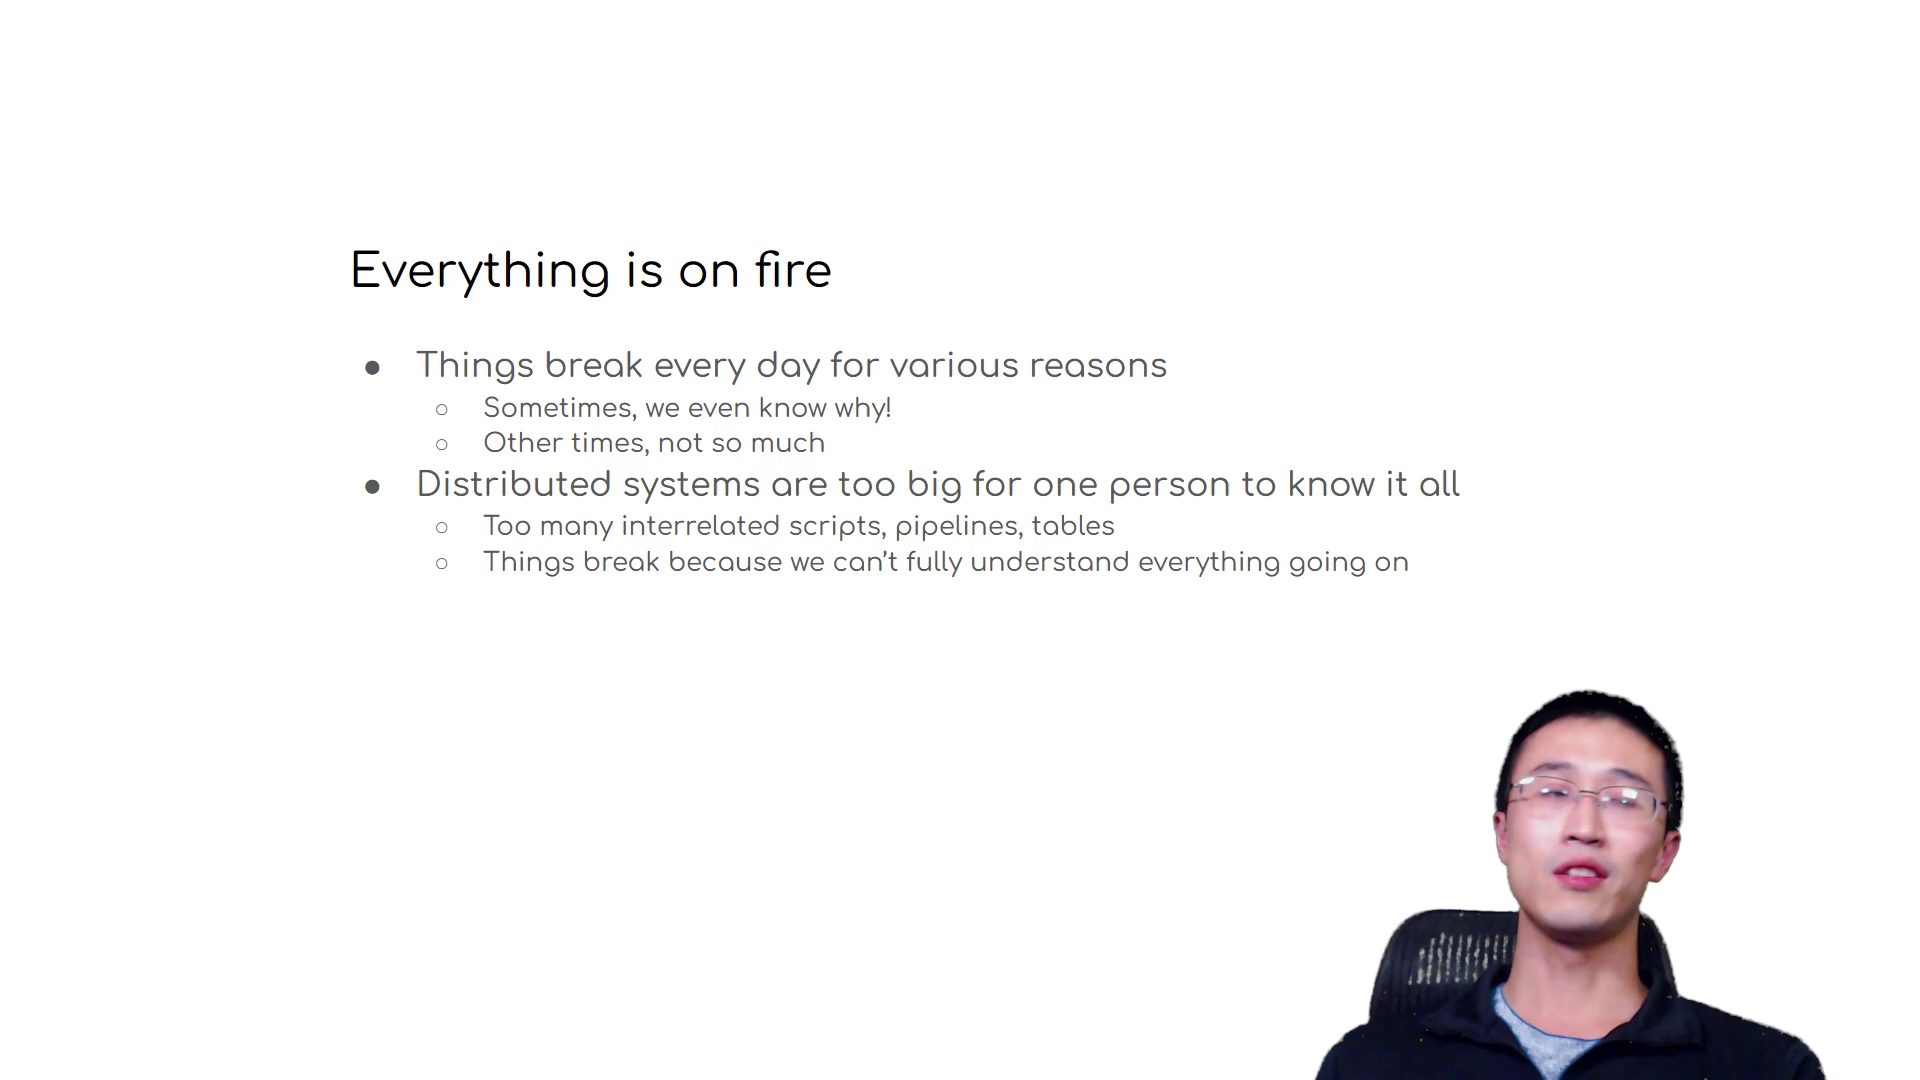 Everything is on fire
● Things break every day for various reasons
○ Sometimes, we even know why!
○ Other times, not so much
● Distributed systems are too big for one person to know it all
○ Too many interrelated scripts, pipelines, tables
○ Things break because we can’t fully understand everything going on